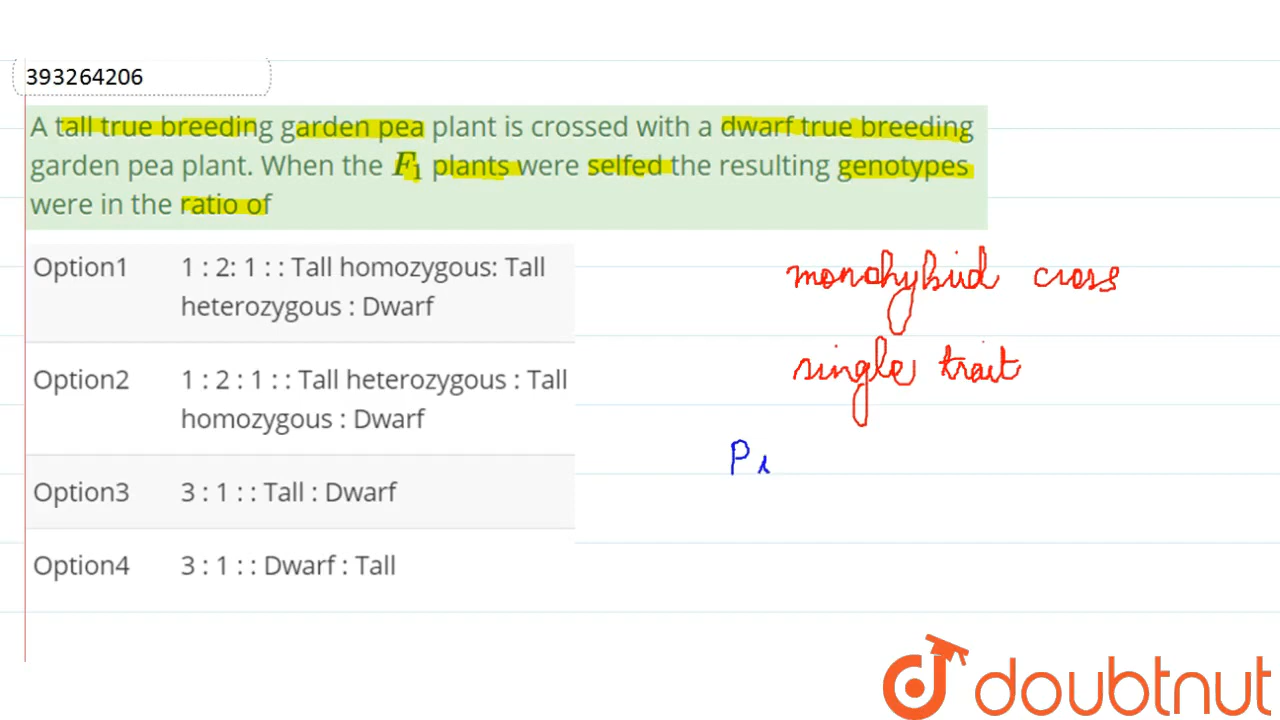 393264206
A tall true breeding garden pea plant is crossed with a dwarf true breeding
garden pea plant. When the F₁ plants were selfed the resulting genotypes
were in the ratio of
Option1 1 : 2: 1 : : Tall homozygous: Tall
heterozygous : Dwarf
Option2 1 : 2 : 1 : : Tall heterozygous : Tall
homozygous : Dwarf
Option3 3 : 1 : : Tall : Dwarf
Option4 3 : 1 : : Dwarf : Tall
monohybrid cross
single trait
P
doubtnut